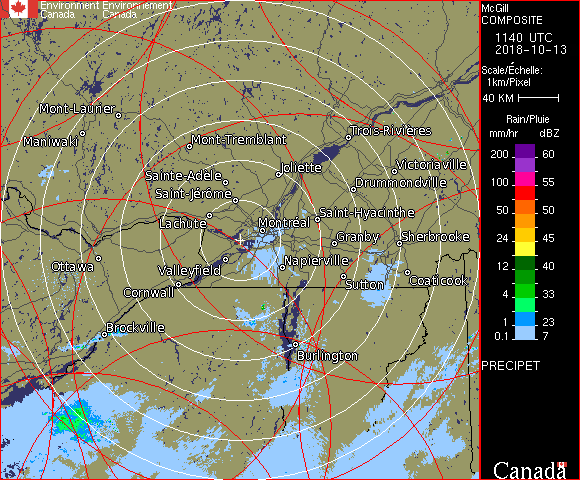 Environment Environnement
Canada Canada
McGill
COMPOSITE
1140 UTC
2018-10-13
Scale/Échelle:
1km/Pixel
40 KM
Rain/Pluie
mm/hr dBZ
200 60
100 55
50 50
24 45
12 40
4 33
1 23
0.1 7
PRECIPET
Canada
Mont-Laurier
Maniwaki
Mont-Tremblant
Trois-Rivières
Victoriaville
Joliette
Sainte-Adèle
Drummondville
Saint-Jérôme
Saint-Hyacinthe
Lachute
Montréal
Granby
Sherbrooke
Ottawa
Valleyfield
Napierville
Cornwall
Sutton
Coaticook
Brockville
Burlington